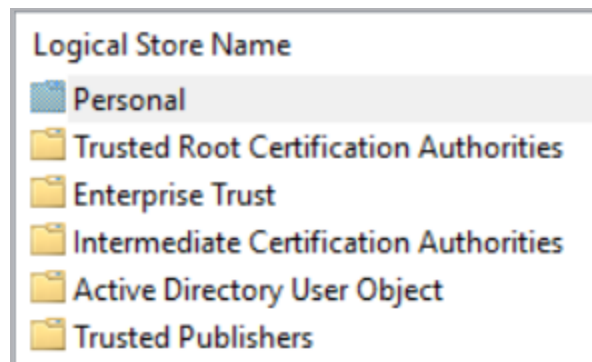 Logical Store Name
Personal
Trusted Root Certification Authorities
Enterprise Trust
Intermediate Certification Authorities
Active Directory User Object
Trusted Publishers